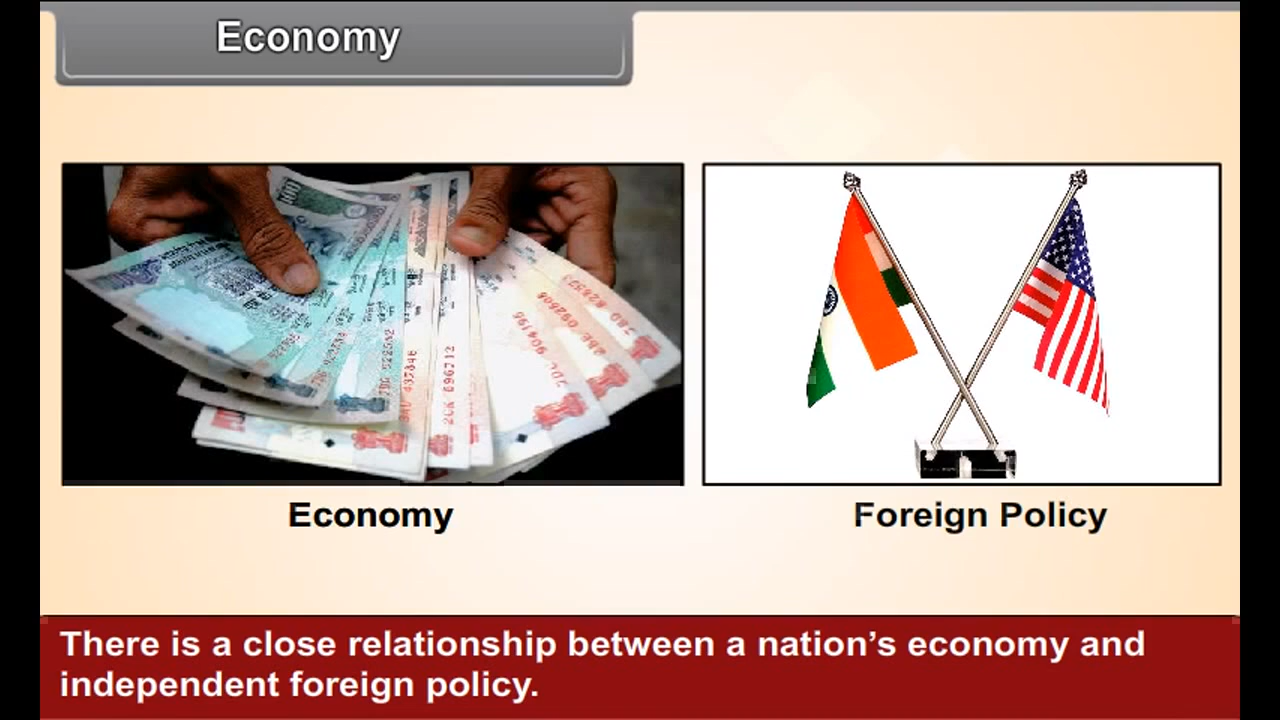 Economy
Economy
Foreign Policy
There is a close relationship between a nation’s economy and
independent foreign policy.